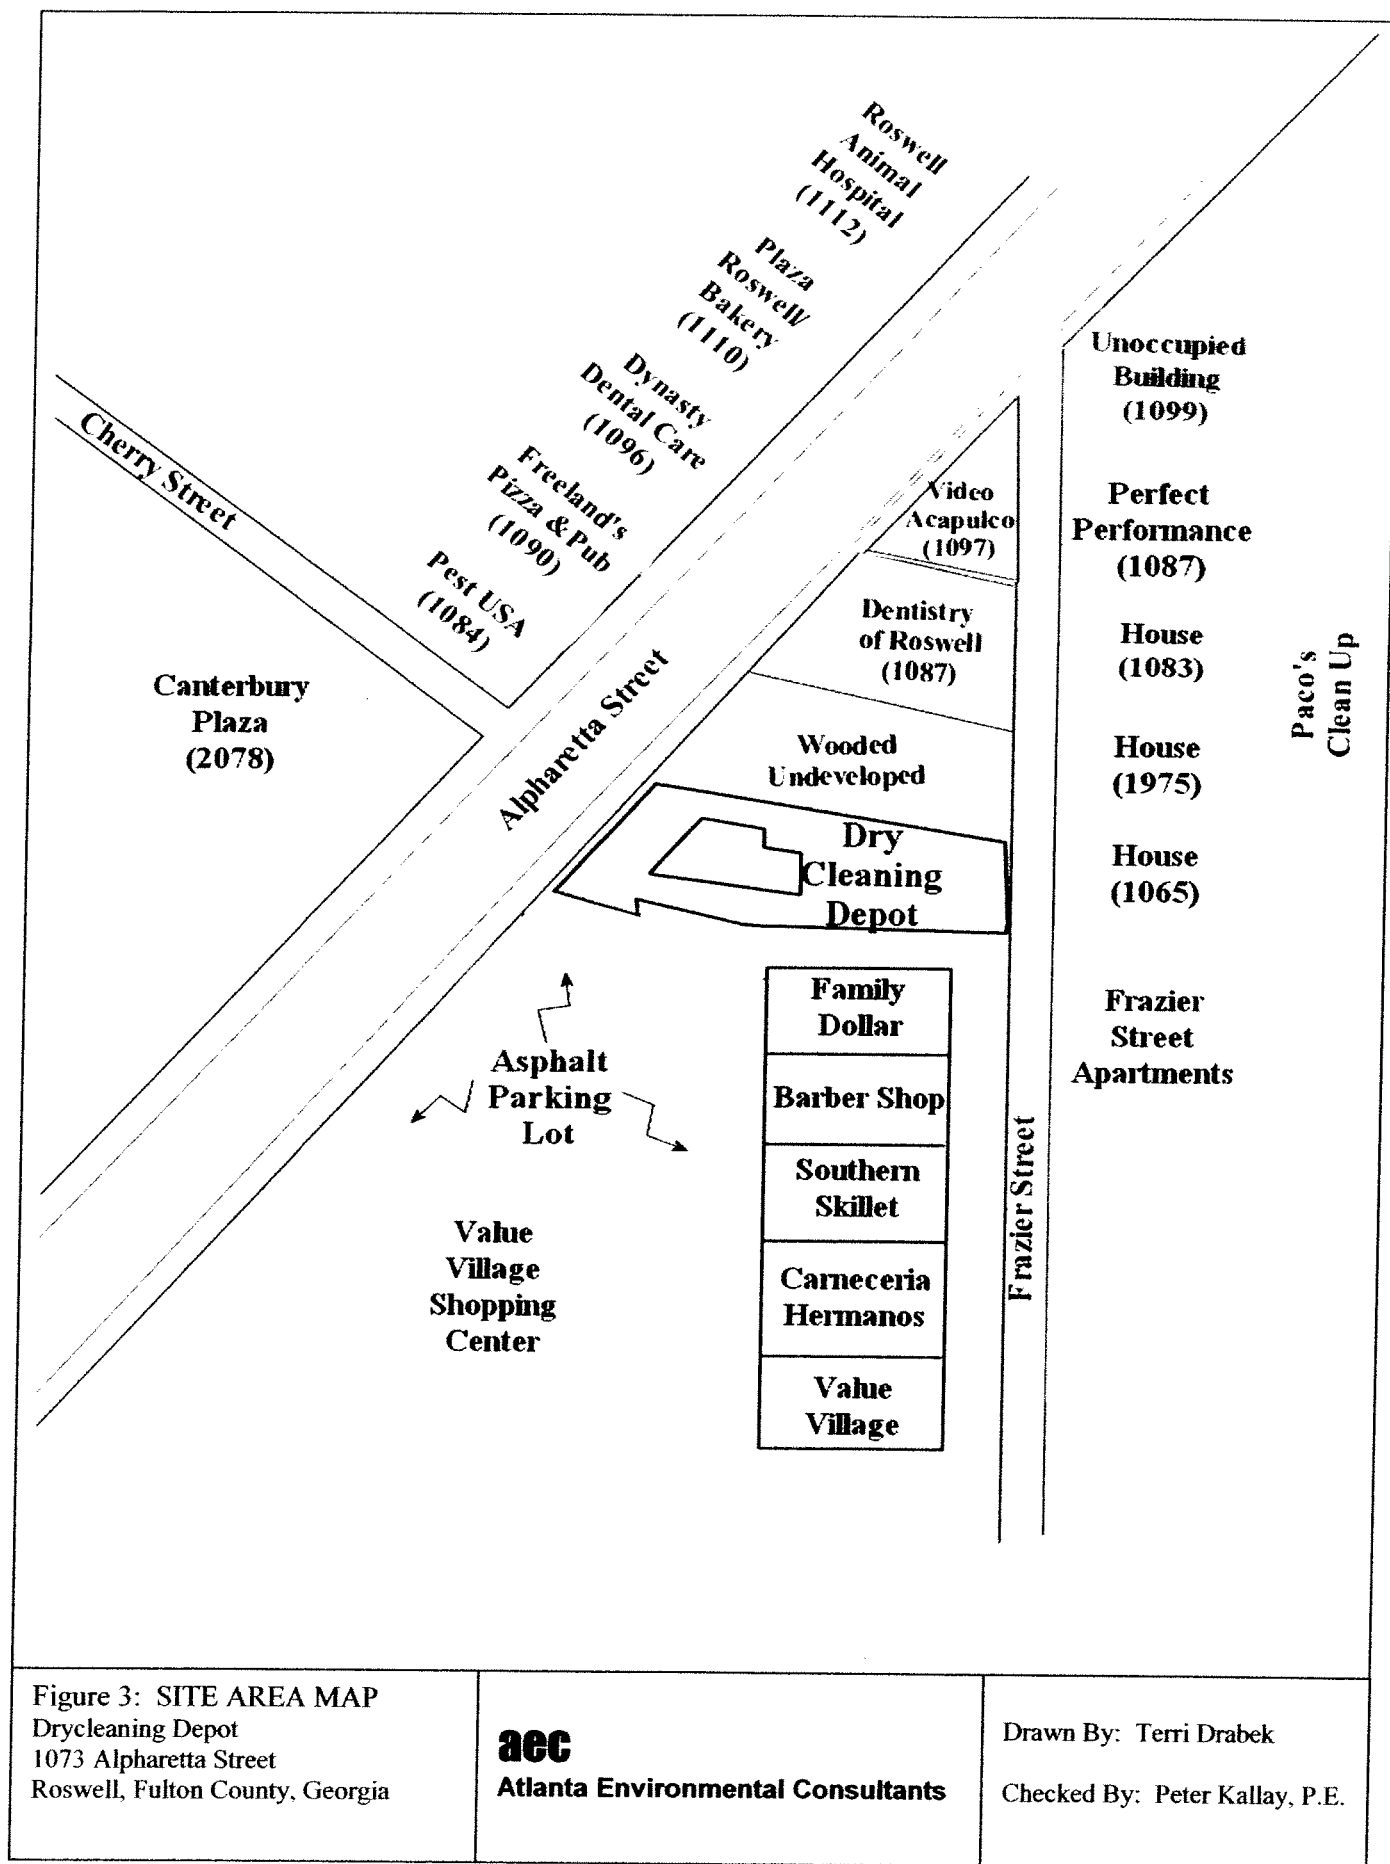 Roswell
Animal
Hospital
(1112)
Plaza
Roswell/
Bakery
(1110)
Dynasty
Dental Care
(1096)
Freeland's
Pizza & Pub
(1090)
Pest USA
(1084)
Cherry Street
Canterbury
Plaza
(2078)
Alpharetta Street
Unoccupied
Building
(1099)
Video
Acapulco
(1097)
Perfect
Performance
(1087)
Dentistry
of Roswell
(1087)
House
(1083)
Paco's
Clean Up
Wooded
Undeveloped
House
(1975)
Dry
Cleaning
Depot
House
(1065)
Family
Dollar
Frazier
Street
Apartments
Asphalt
Parking
Lot
Barber Shop
Southern
Skillet
Frazier Street
Value
Village
Shopping
Center
Carneceria
Hermanos
Value
Village
Figure 3: SITE AREA MAP
Drycleaning Depot
1073 Alpharetta Street
Roswell, Fulton County, Georgia
aec
Atlanta Environmental Consultants
Drawn By: Terri Drabek
Checked By: Peter Kallay, P.E.